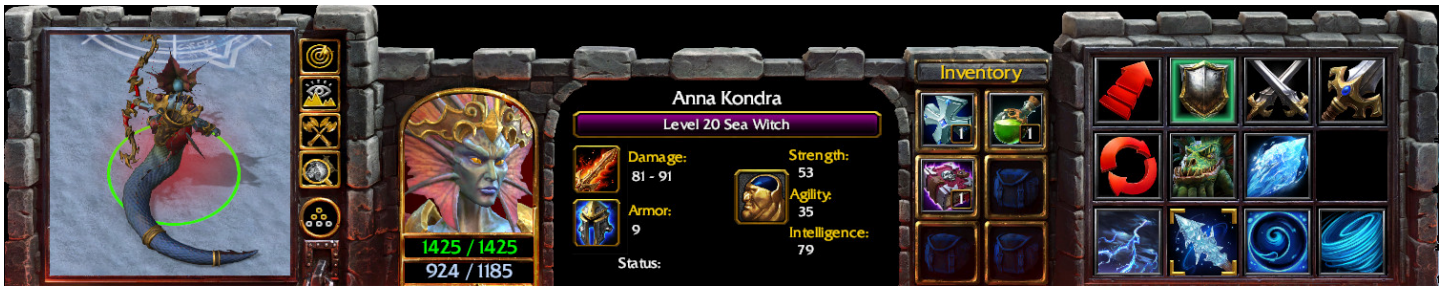 Anna Kondra
Level 20 Sea Witch
Damage:
81 - 91
Armor:
9
Status:
Strength:
53
Agility:
35
Intelligence:
79
1425 / 1425
924 / 1185
Inventory
1
1
1